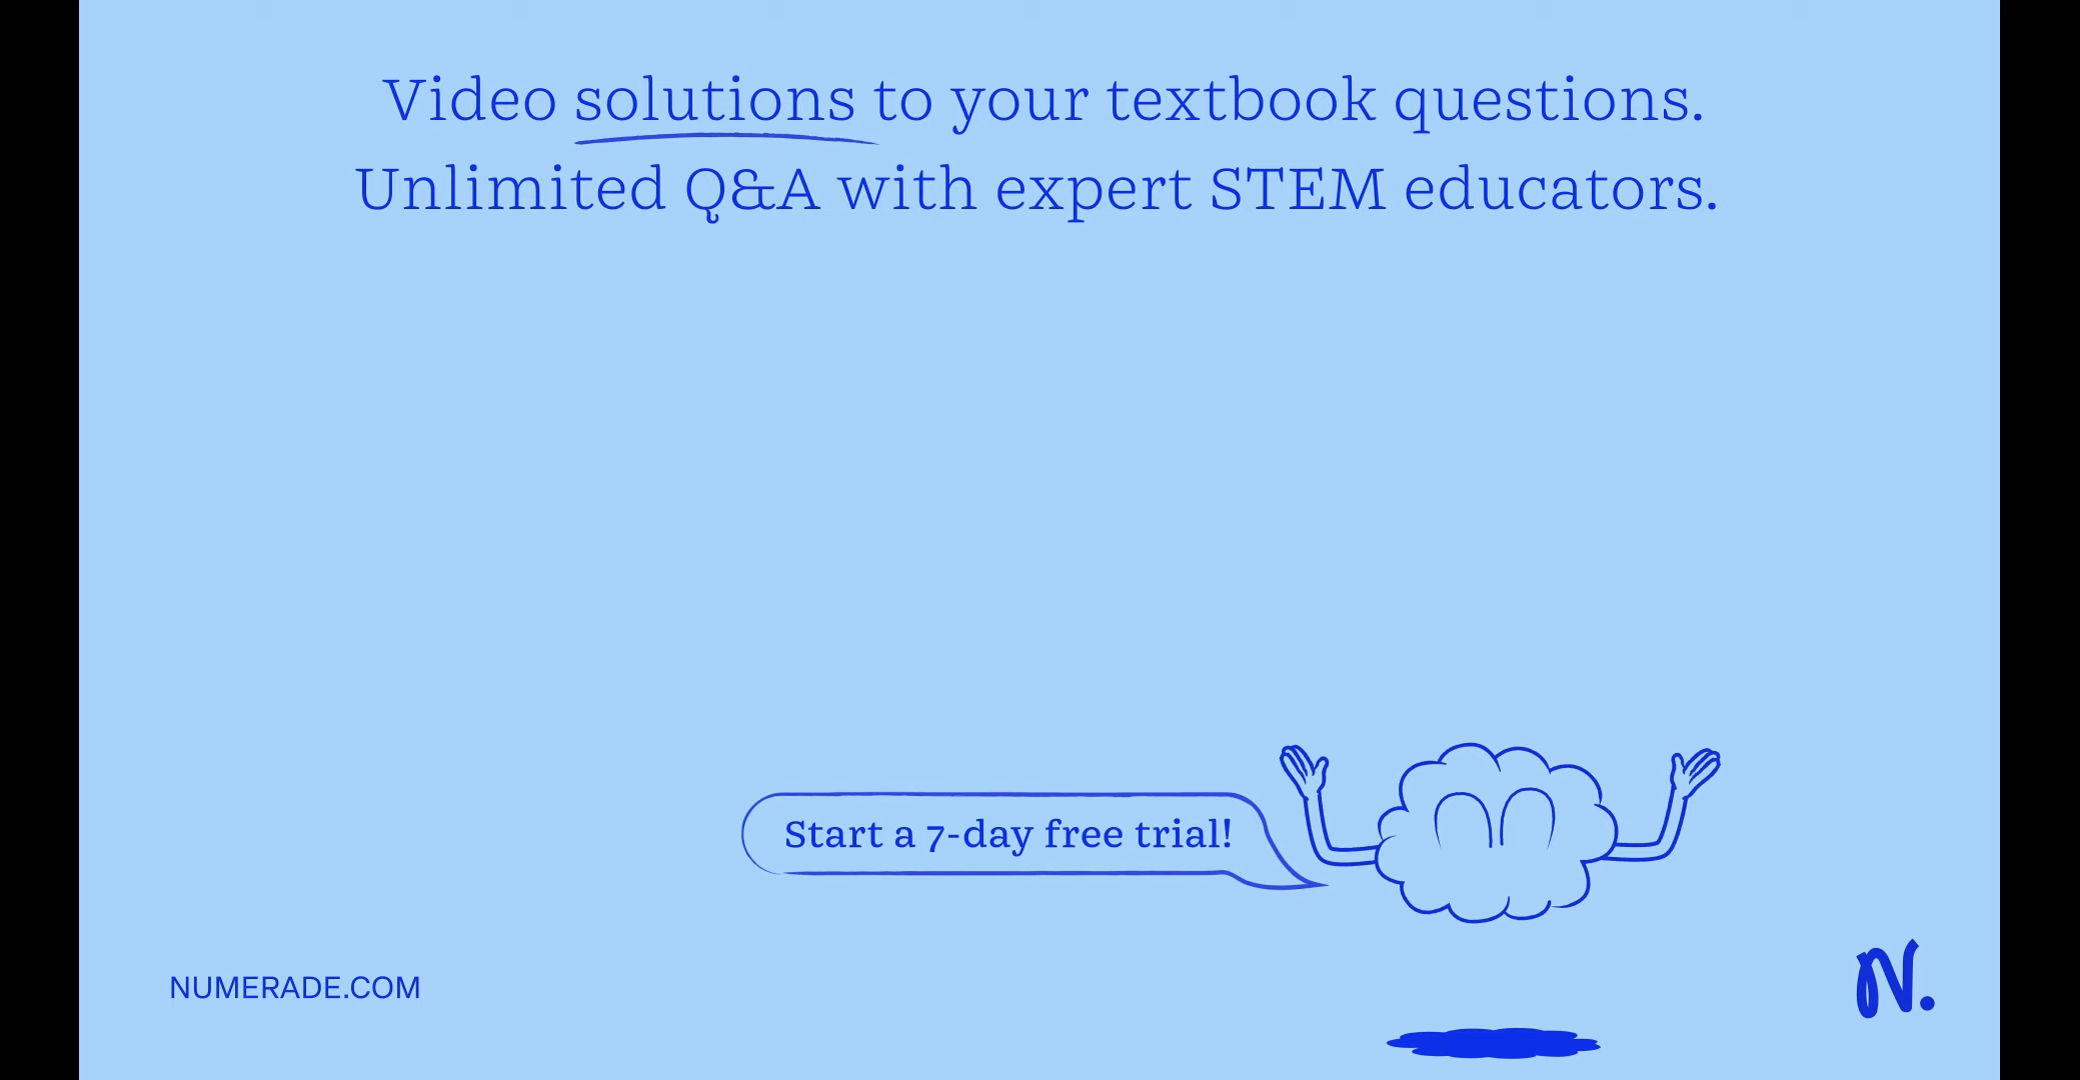 Video solutions to your textbook questions.
Unlimited Q&A with expert STEM educators.
Start a 7-day free trial!
NUMERADE.COM
N.